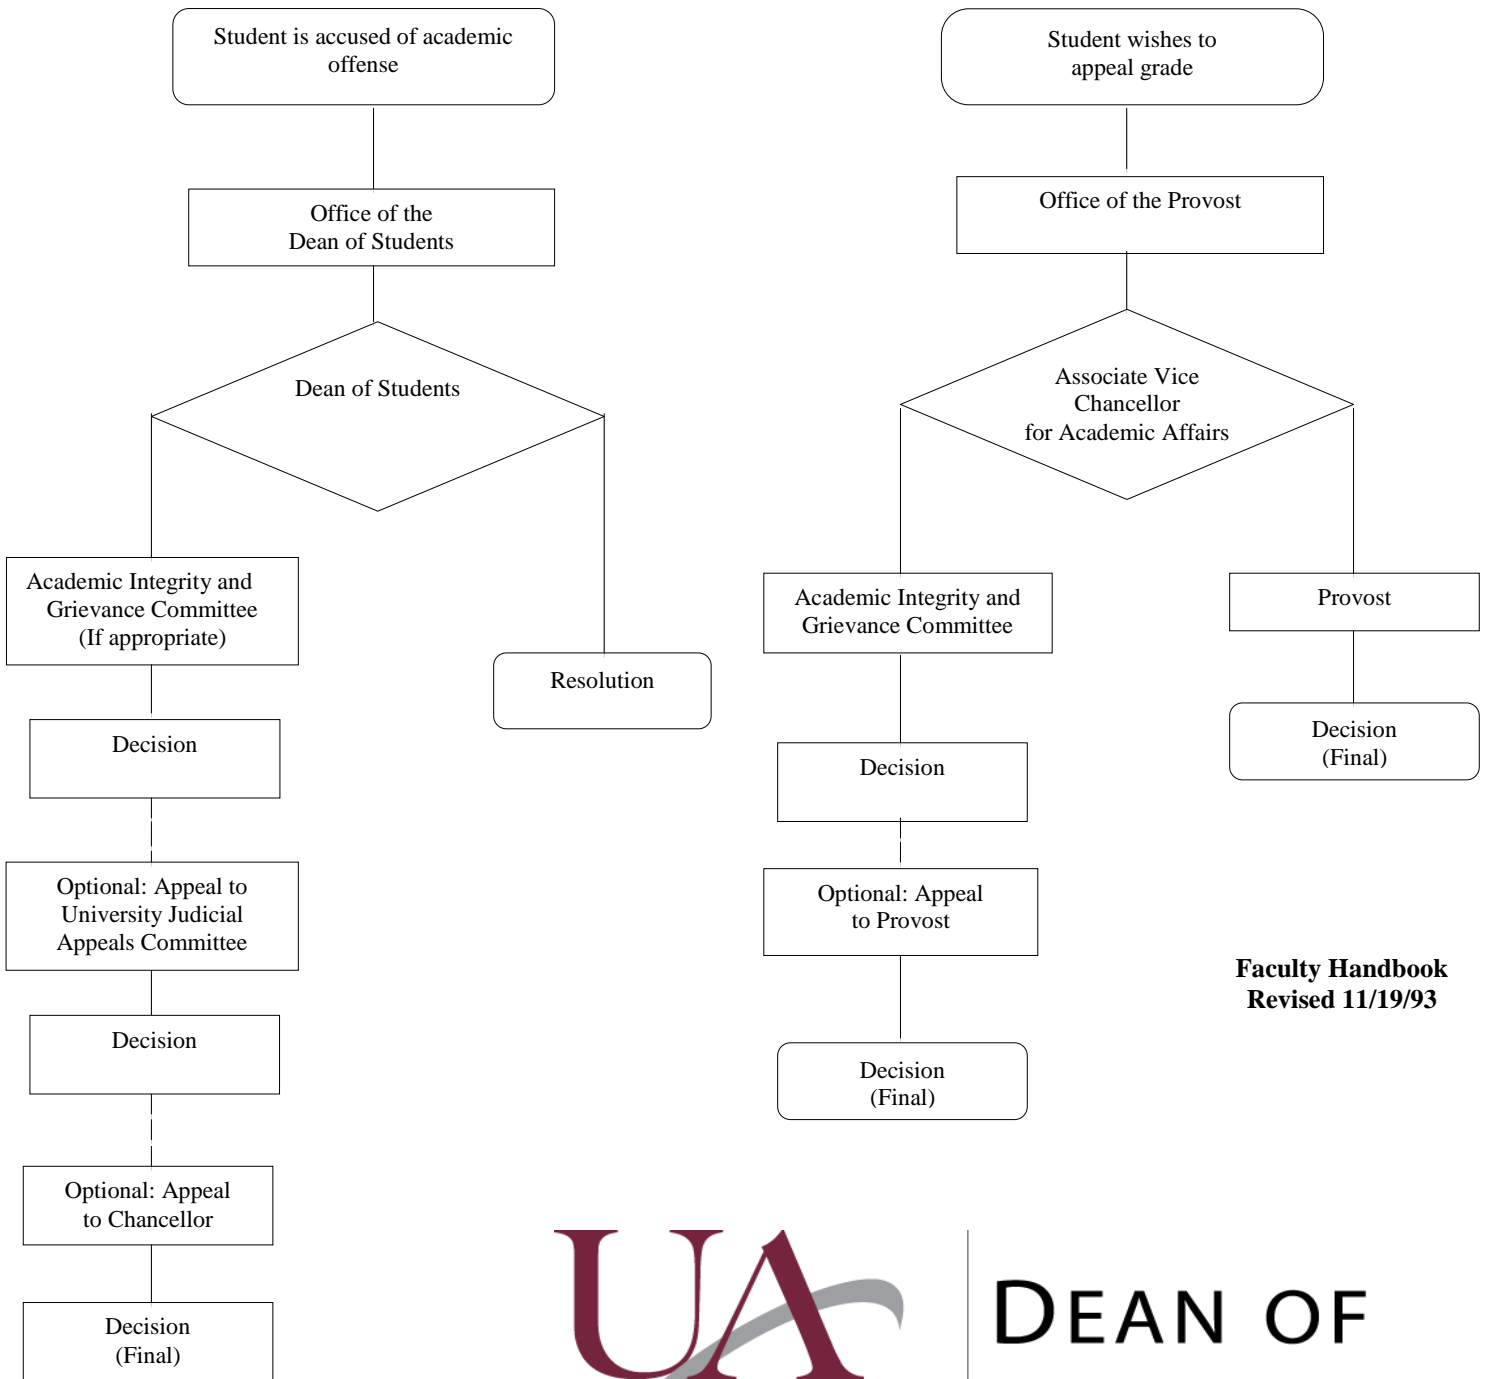 Student is accused of academic
offense
Office of the
Dean of Students
Dean of Students
Academic Integrity and
Grievance Committee
(If appropriate)
Resolution
Decision
Optional: Appeal to
University Judicial
Appeals Committee
Decision
Optional: Appeal
to Chancellor
Decision
(Final)
Student wishes to
appeal grade
Office of the Provost
Associate Vice
Chancellor
for Academic Affairs
Academic Integrity and
Grievance Committee
Provost
Decision
(Final)
Decision
Optional: Appeal
to Provost
Decision
(Final)
Faculty Handbook
Revised 11/19/93
UA
DEAN OF